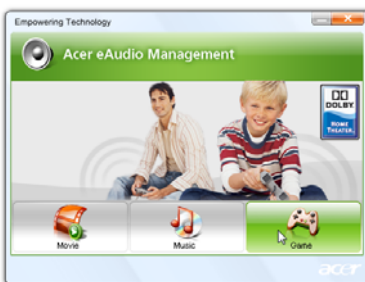 Empowering Technology
Acer eAudio Management
DOLBY
HOME
THEATER
Movie
Music
Game
acer